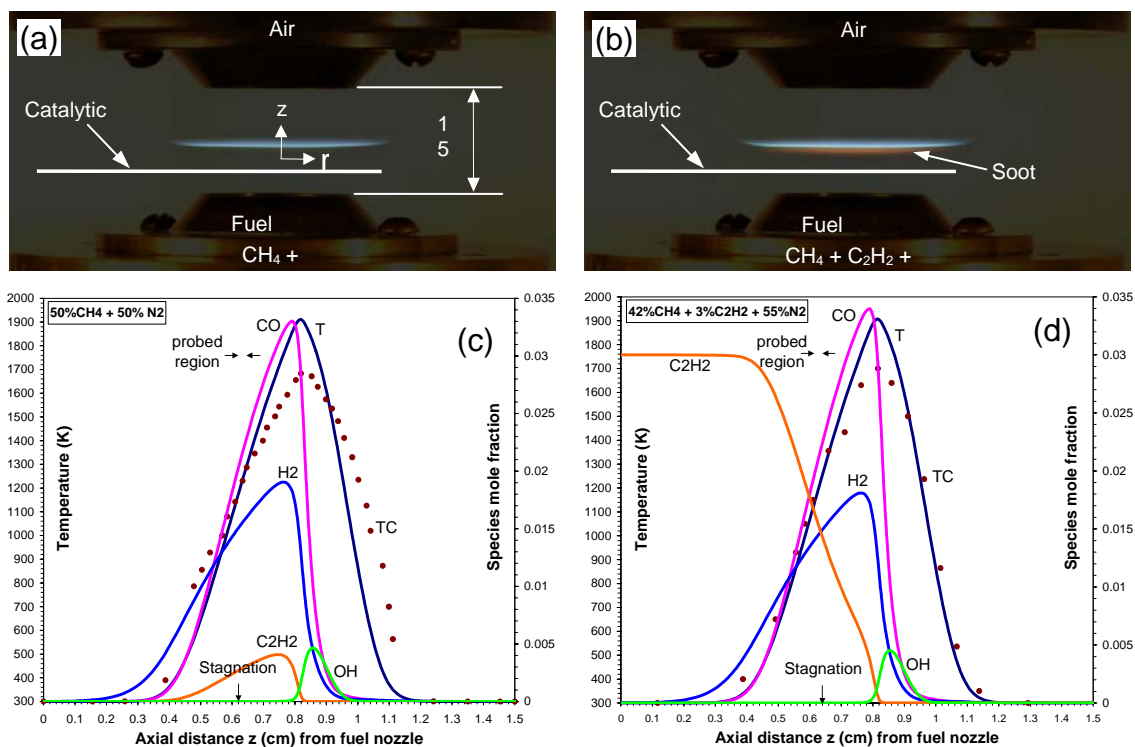 (a)
Air
Catalytic
z
r
1
5
Fuel
CH4 +
(b)
Air
Catalytic
Soot
Fuel
CH4 + C2H2 +
50%CH4 + 50% N2
(c)
CO
T
probed
region
H2
TC
C2H2
Stagnation
OH
Temperature (K)
2000
1900
1800
1700
1600
1500
1400
1300
1200
1100
1000
900
800
700
600
500
400
300
Species mole fraction
0.035
0.03
0.025
0.02
0.015
0.01
0.005
0
0 0.1 0.2 0.3 0.4 0.5 0.6 0.7 0.8 0.9 1 1.1 1.2 1.3 1.4 1.5
Axial distance z (cm) from fuel nozzle
42%CH4 + 3%C2H2 + 55%N2
(d)
CO
T
probed
region
C2H2
H2
TC
Stagnation
OH
Temperature (K)
2000
1900
1800
1700
1600
1500
1400
1300
1200
1100
1000
900
800
700
600
500
400
300
Species mole fraction
0.035
0.03
0.025
0.02
0.015
0.01
0.005
0
0 0.1 0.2 0.3 0.4 0.5 0.6 0.7 0.8 0.9 1 1.1 1.2 1.3 1.4 1.5
Axial distance z (cm) from fuel nozzle